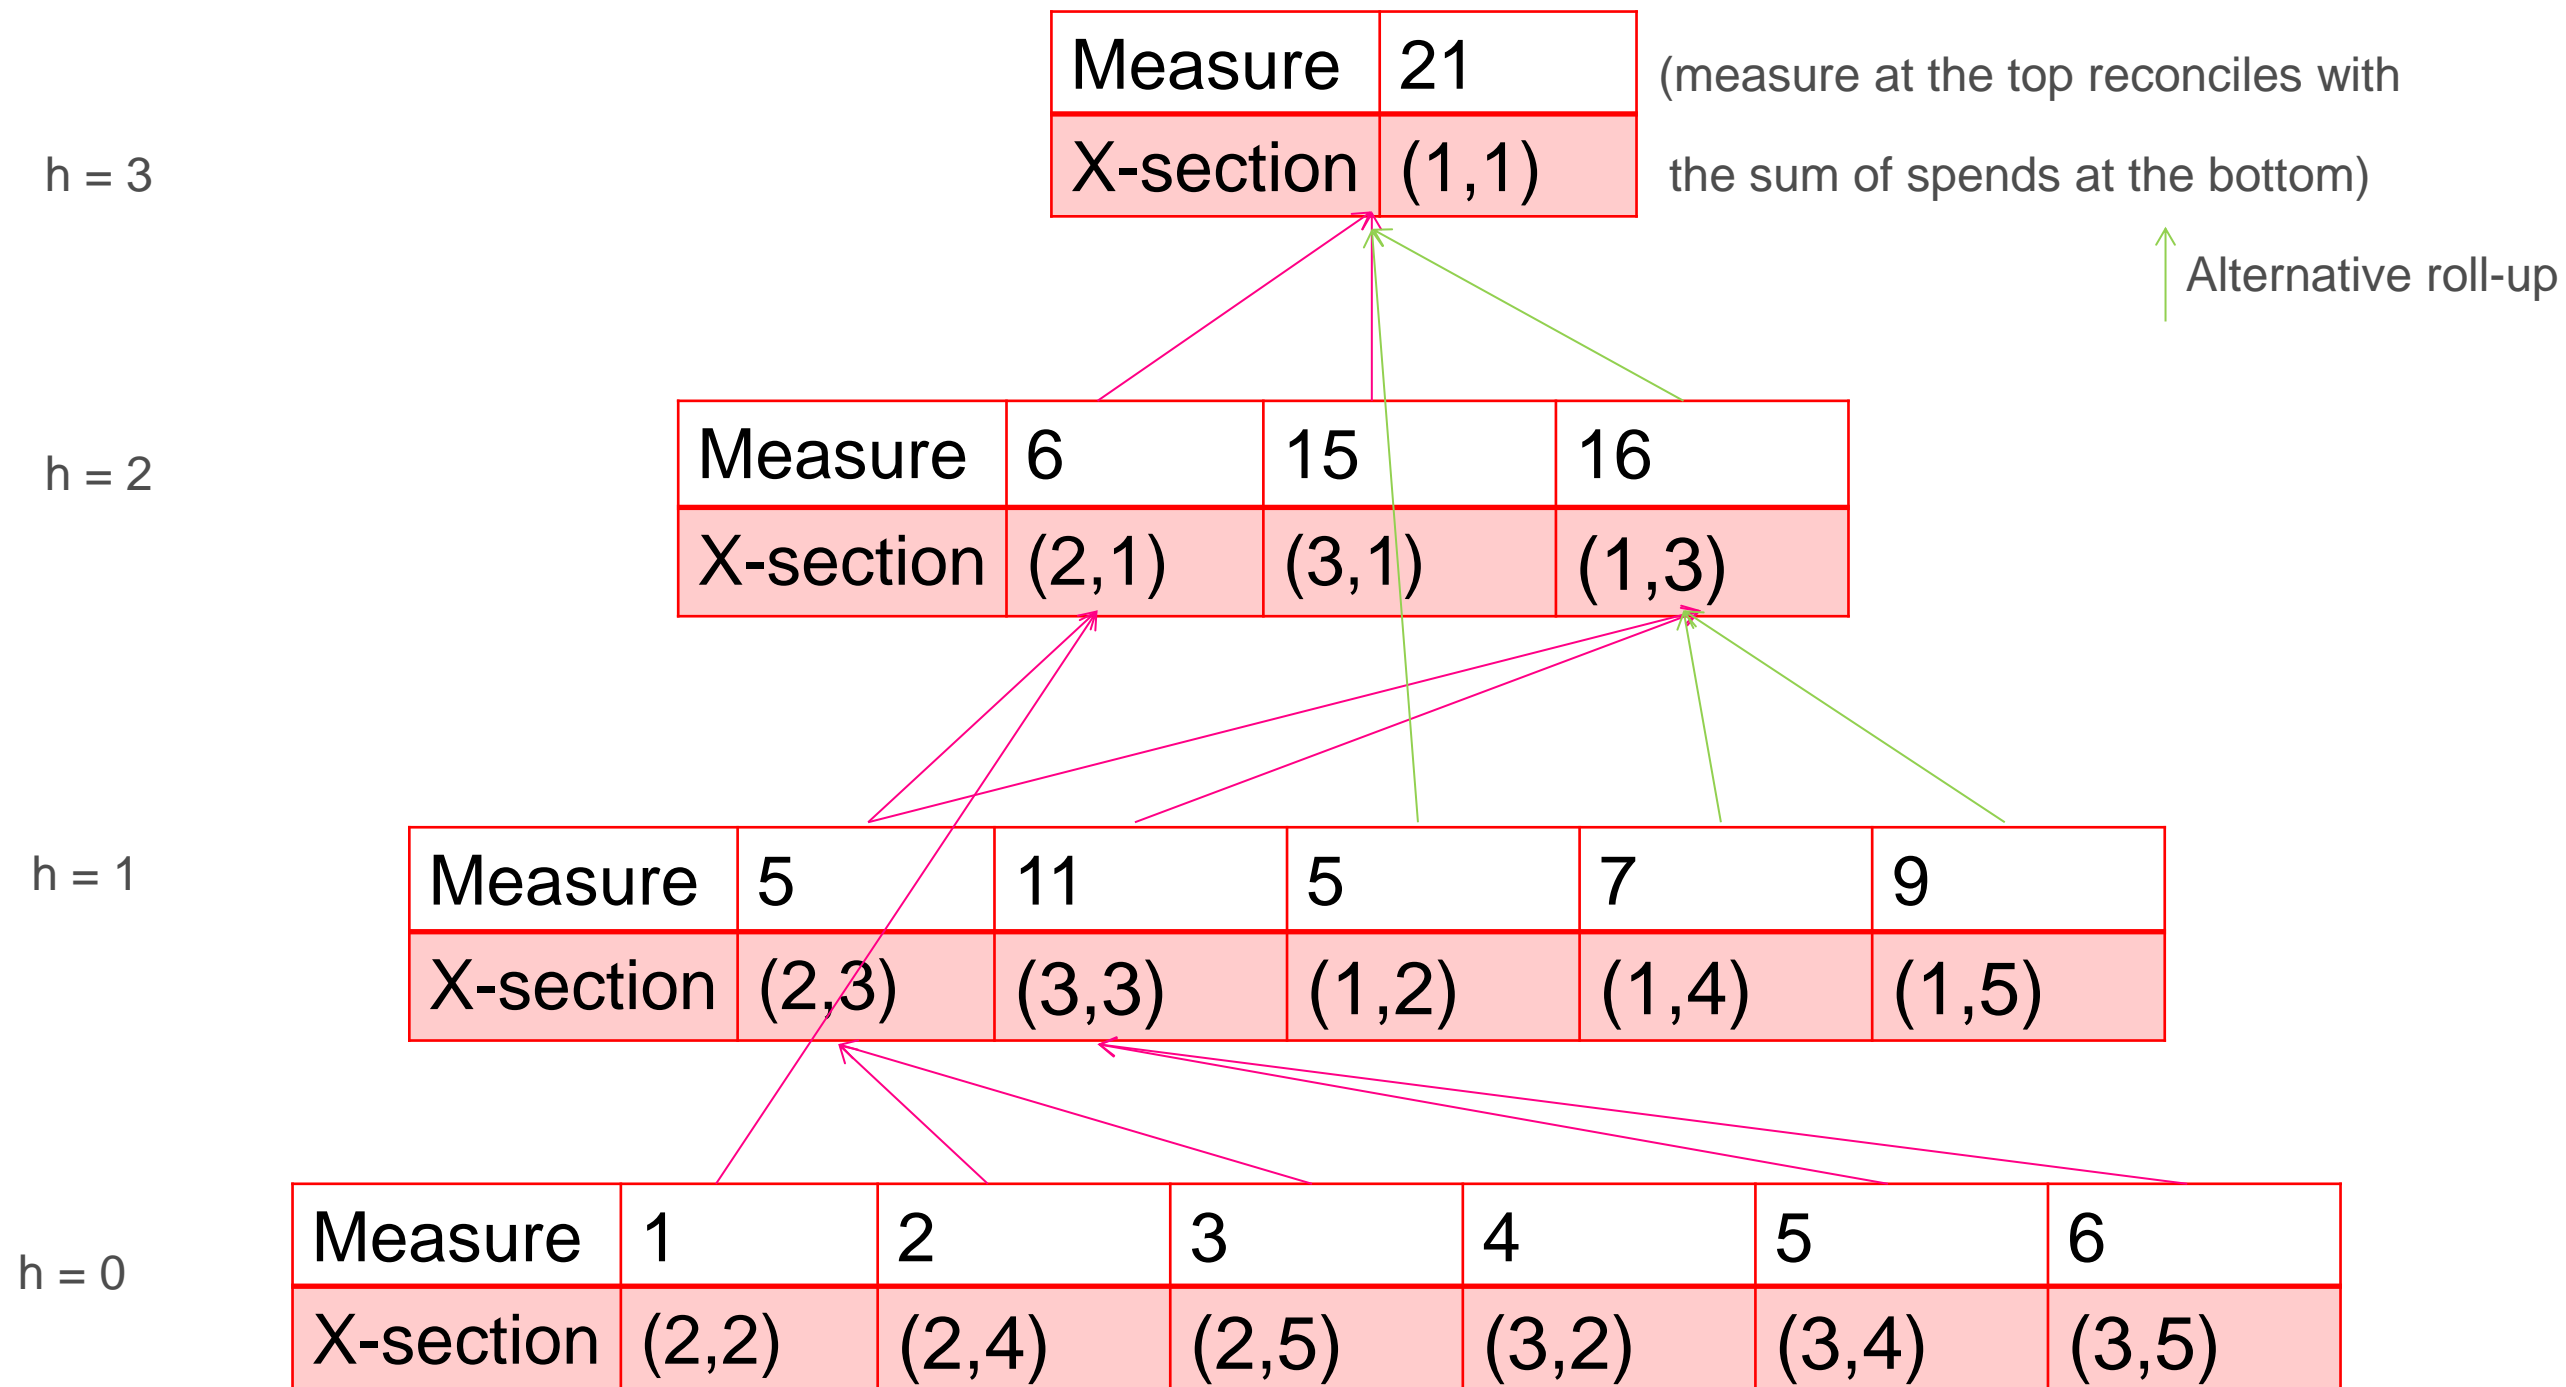 Measure 21 (measure at the top reconciles with
h = 3 X-section (1,1) the sum of spends at the bottom)
Alternative roll-up
Measure 6 15 16
h = 2
X-section (2,1) (3,1) (1,3)
h = 1 Measure 5 11 5 7 9
X-section (2,3) (3,3) (1,2) (1,4) (1,5)
Measure 1 2 3 4 5 6
h = 0
X-section (2,2) (2,4) (2,5) (3,2) (3,4) (3,5)